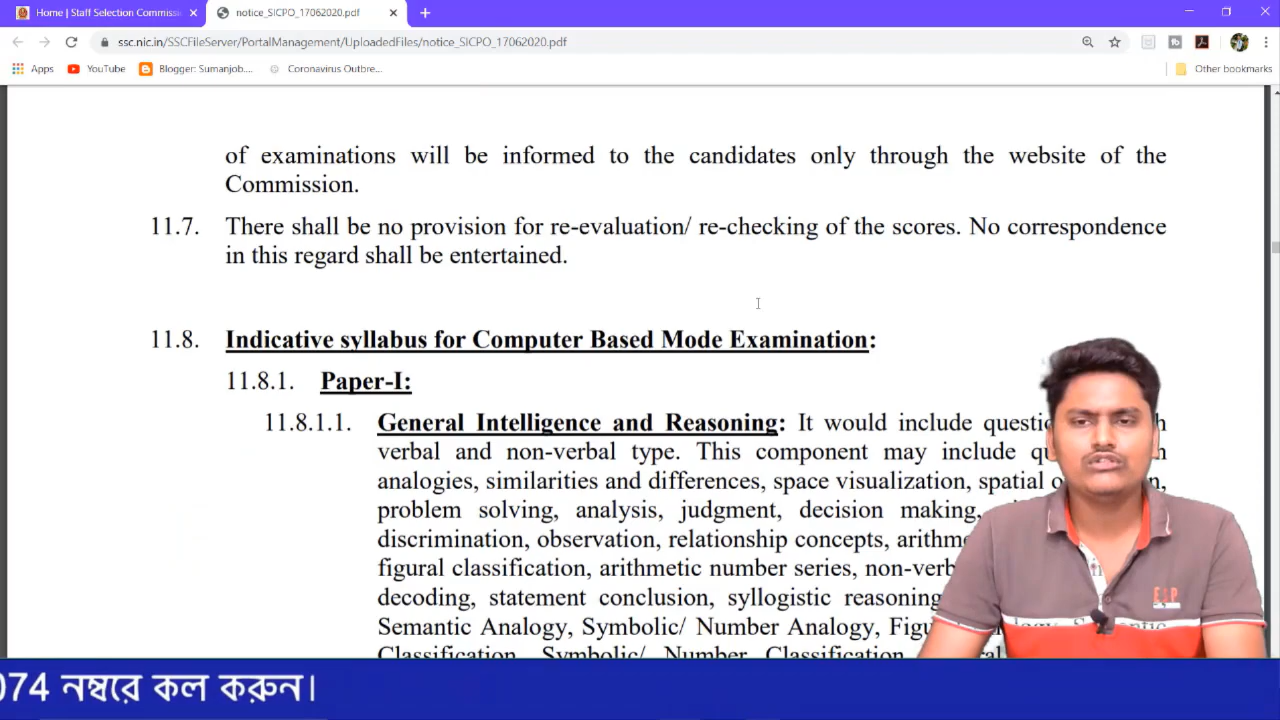 Home | Staff Selection Commissi
notice_SICPO_17062020.pdf
ssc.nic.in/SSCFileServer/PortalManagement/UploadedFiles/notice_SICPO_17062020.pdf
Apps YouTube Blogger: Sumanjob.... Coronavirus Outbre... Other bookmarks
of examinations will be informed to the candidates only through the website of the
Commission.
11.7. There shall be no provision for re-evaluation/ re-checking of the scores. No correspondence
in this regard shall be entertained.
11.8. Indicative syllabus for Computer Based Mode Examination:
11.8.1. Paper-I:
11.8.1.1. General Intelligence and Reasoning: It would include
verbal and non-verbal type. This component may include
analogies, similarities and differences, space visualization, spatial
problem solving, analysis, judgment, decision making,
discrimination, observation, relationship concepts,
figural classification, arithmetic number series,
decoding, statement conclusion, syllogistic reasoning
Semantic Analogy, Symbolic/ Number Analogy,
Classification, Symbolic/ Number Classification,
074 নম্বরে কল করুন।